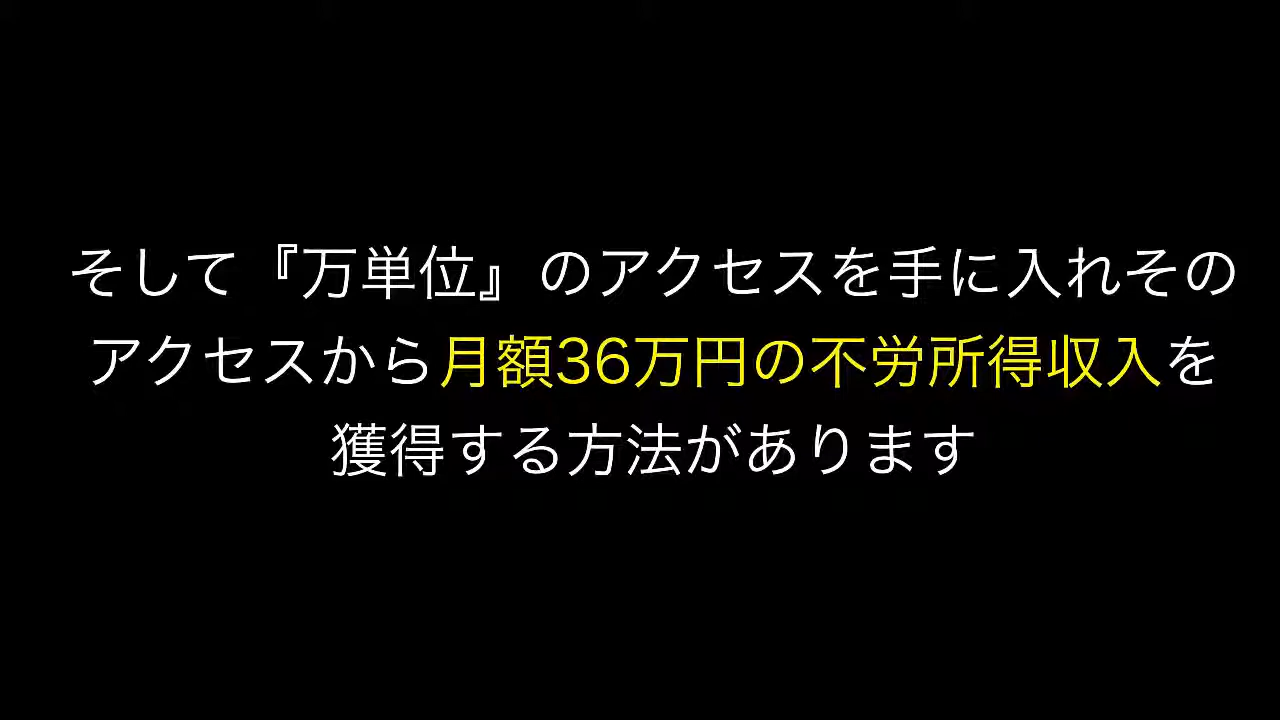 そして『万単位』のアクセスを手に入れその
アクセスから月額36万円の不労所得収入を
獲得する方法があります